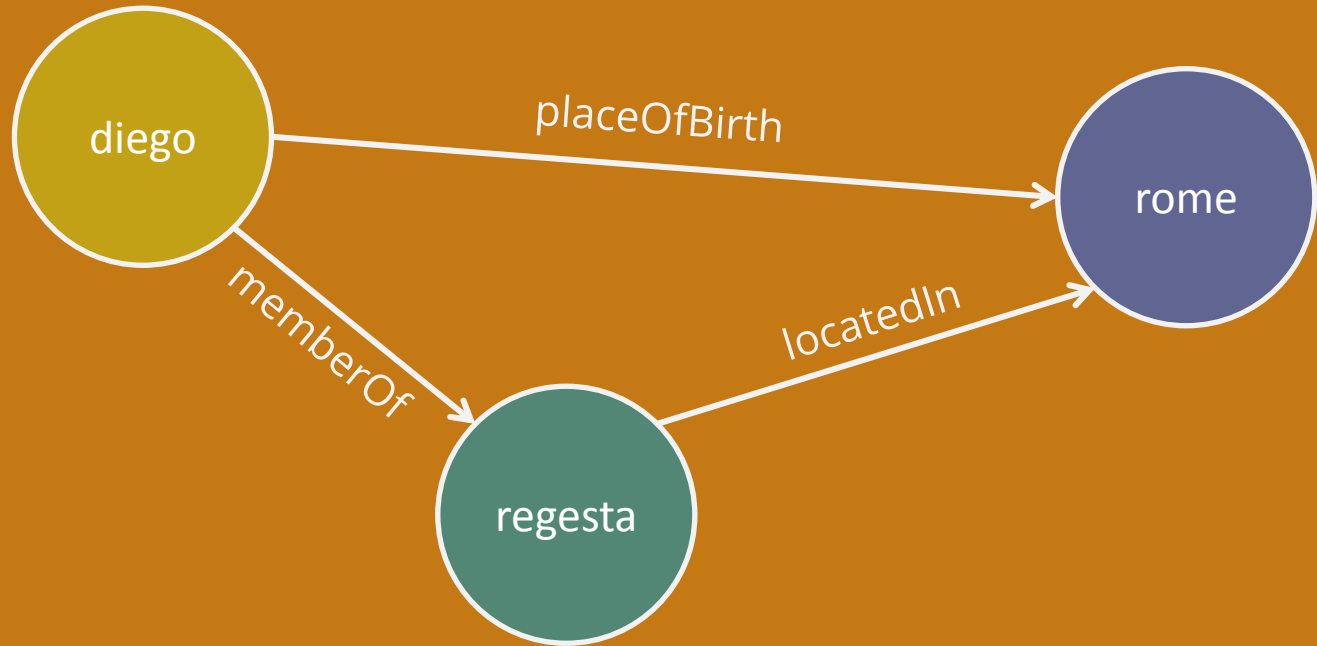 diego
placeOfBirth
rome
memberOf
locatedIn
regesta